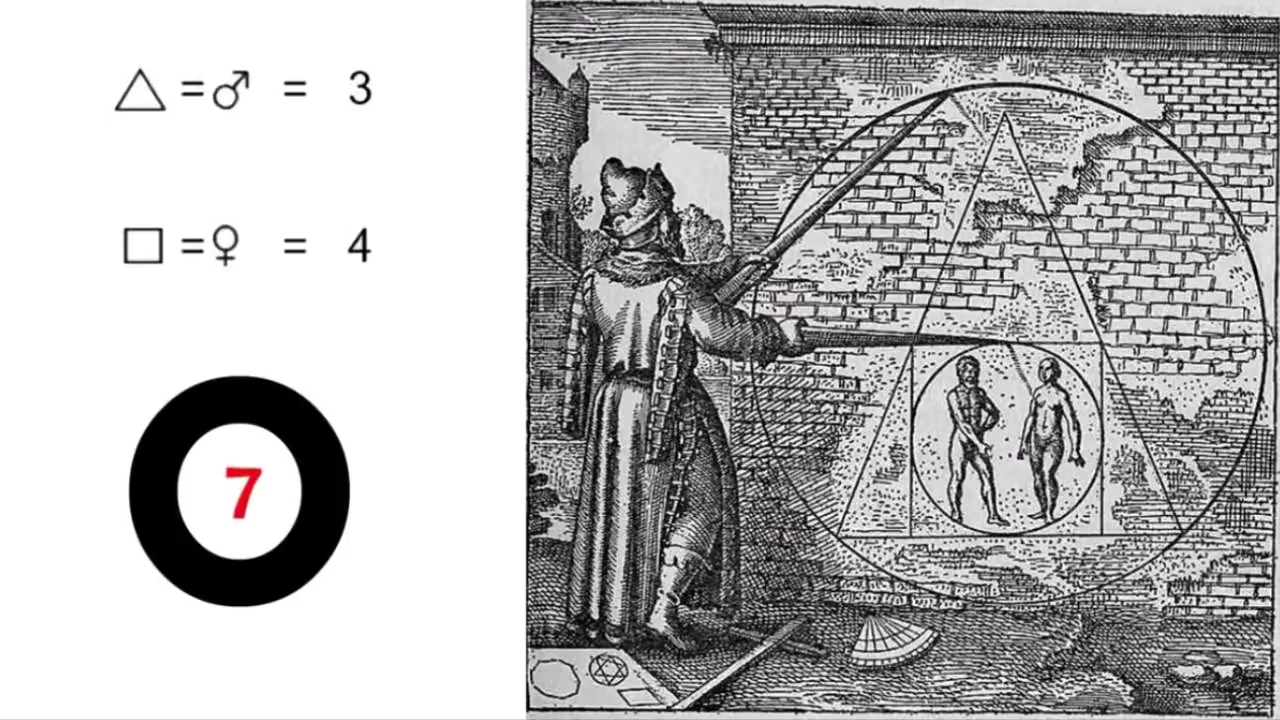 △ =♂ = 3
□ =♀ = 4
7